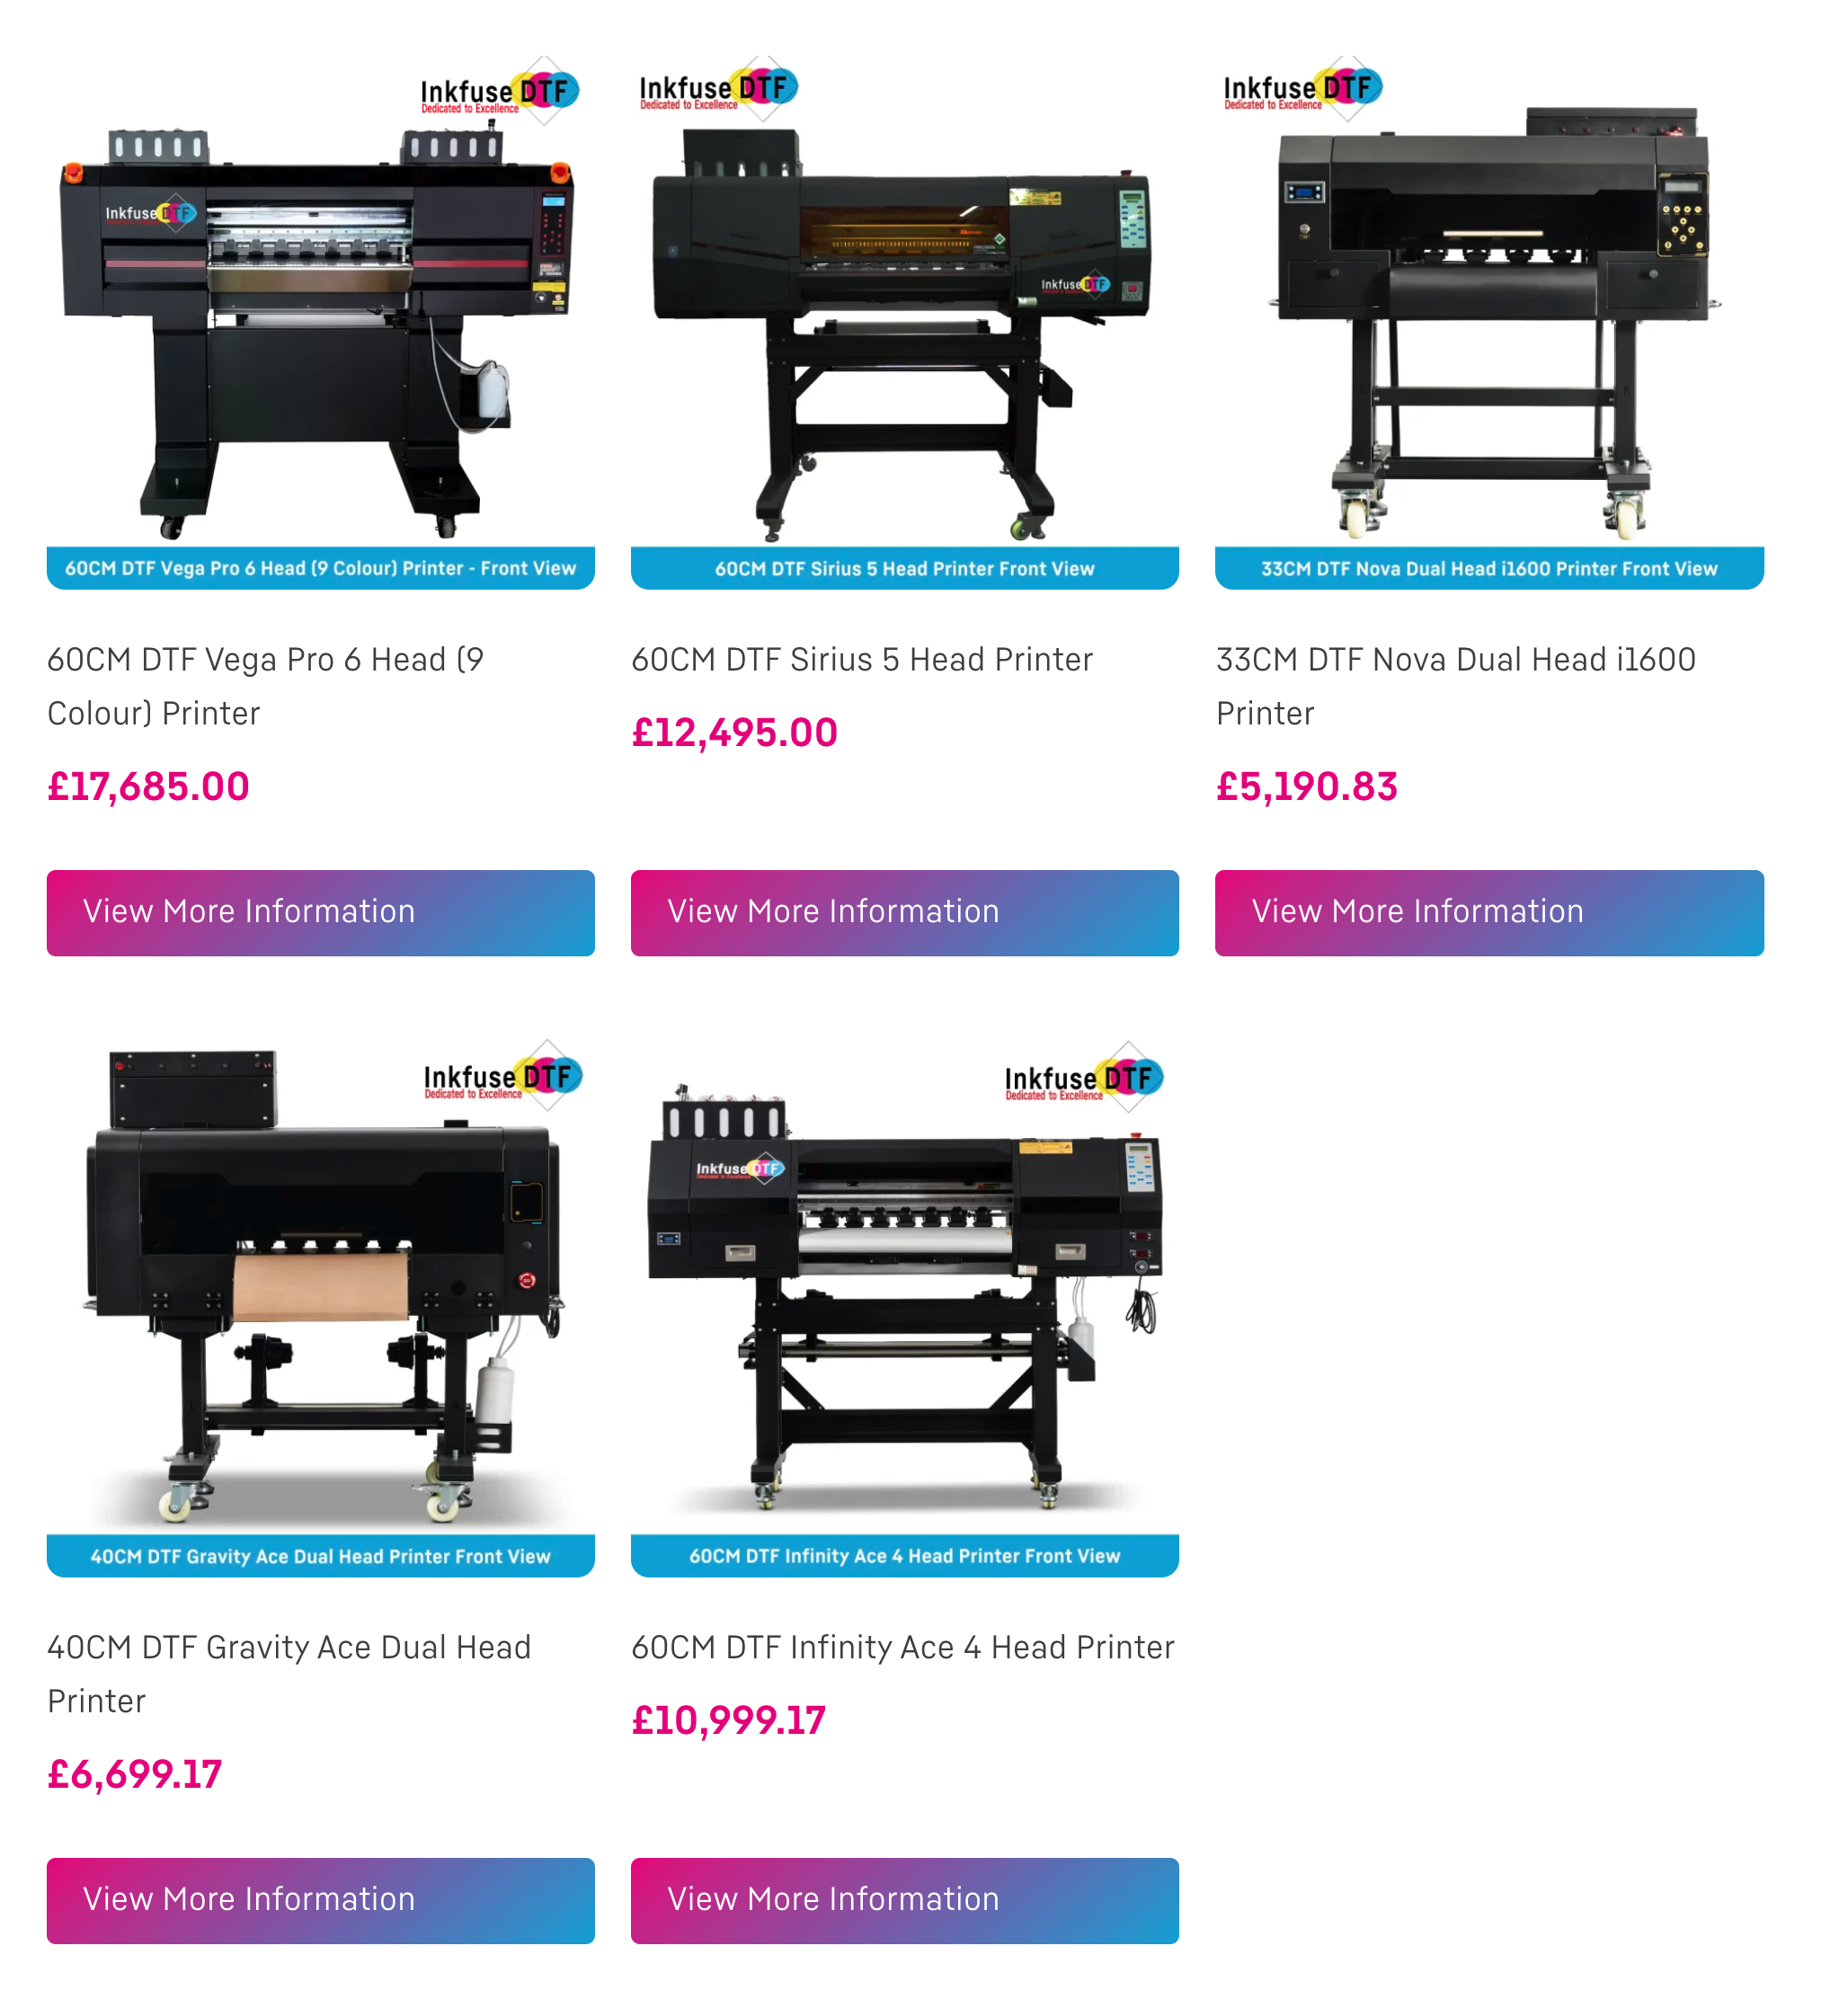 Inkfuse DTF
Dedicated to Excellence
Inkfuse DTF
60CM DTF Vega Pro 6 Head (9 Colour) Printer - Front View
Inkfuse DTF
Dedicated to Excellence
Inkfuse DTF
60CM DTF Sirius 5 Head Printer Front View
Inkfuse DTF
Dedicated to Excellence
33CM DTF Nova Dual Head i1600 Printer Front View
60CM DTF Vega Pro 6 Head (9
Colour) Printer
£17,685.00
60CM DTF Sirius 5 Head Printer
£12,495.00
33CM DTF Nova Dual Head i1600
Printer
£5,190.83
View More Information
View More Information
View More Information
Inkfuse DTF
Dedicated to Excellence
40CM DTF Gravity Ace Dual Head Printer Front View
Inkfuse DTF
Dedicated to Excellence
Inkfuse DTF
Dedicated to Excellence
60CM DTF Infinity Ace 4 Head Printer Front View
40CM DTF Gravity Ace Dual Head
Printer
£6,699.17
60CM DTF Infinity Ace 4 Head Printer
£10,999.17
View More Information
View More Information